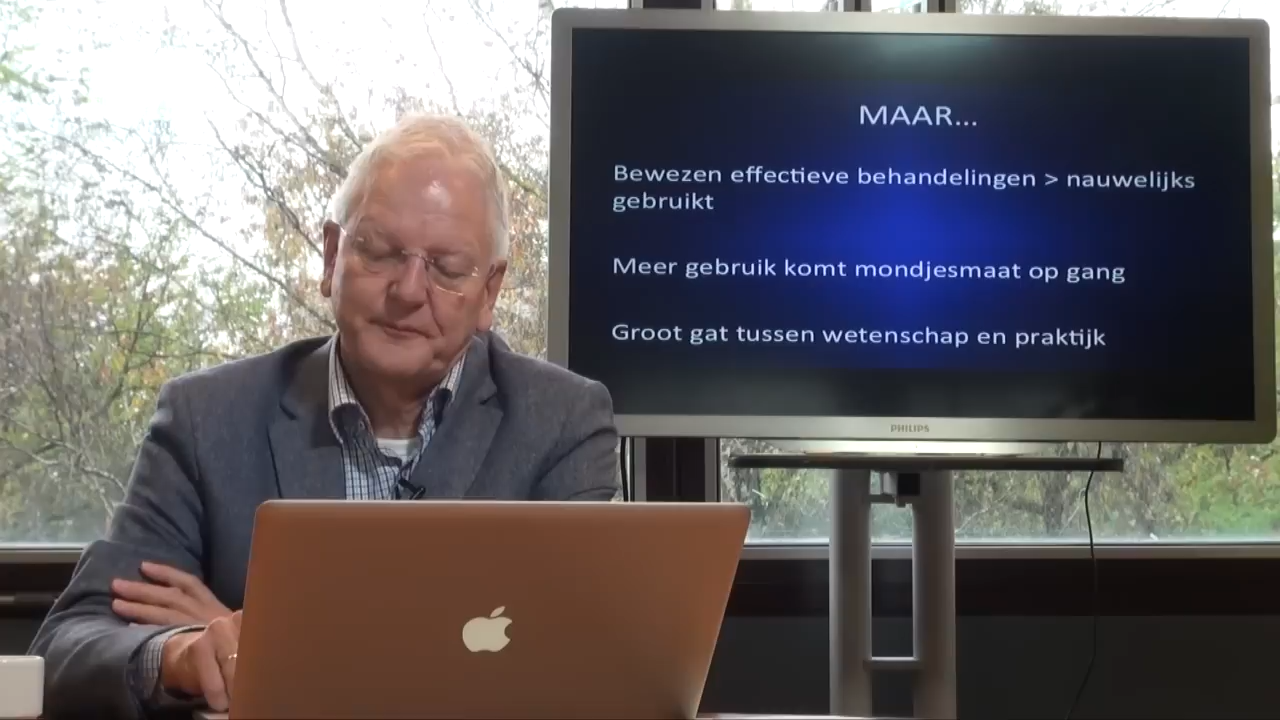 MAAR...
Bewezen effectieve behandelingen > nauwelijks
gebruikt
Meer gebruik komt mondjesmaat op gang
Groot gat tussen wetenschap en praktijk
PHILIPS